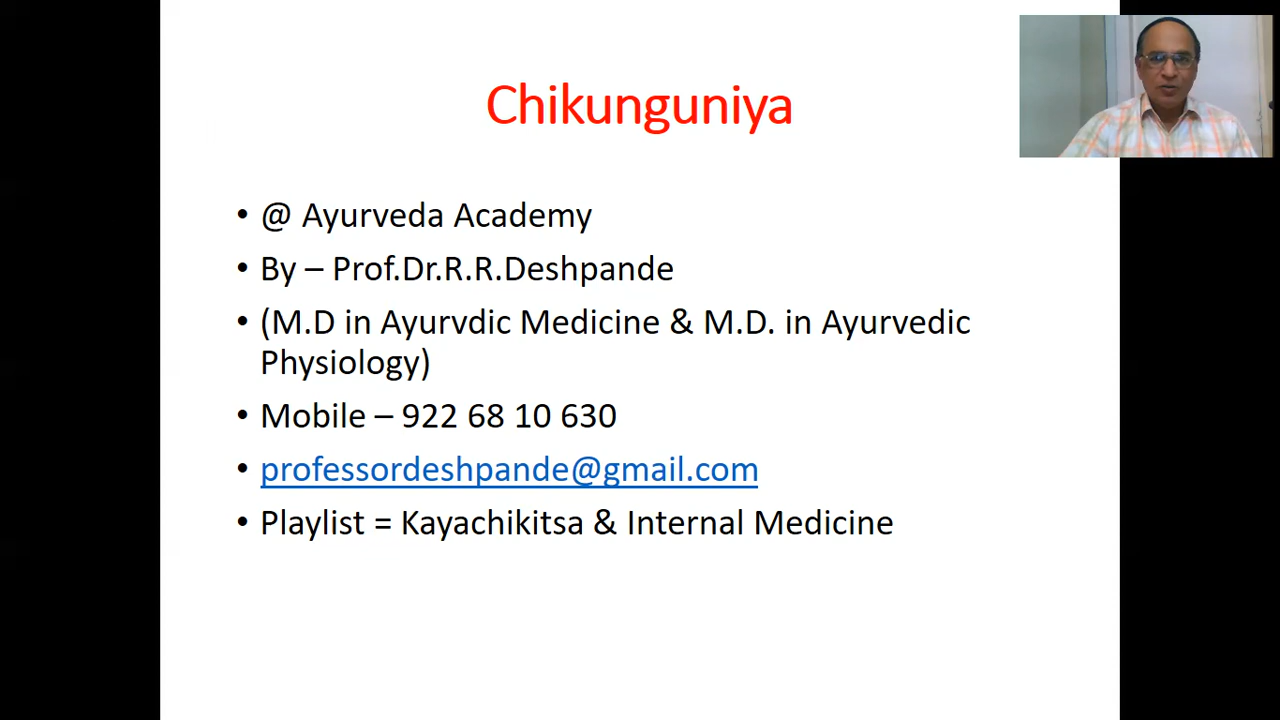 Chikunguniya
• @ Ayurveda Academy
• By – Prof.Dr.R.R.Deshpande
• (M.D in Ayurvdic Medicine & M.D. in Ayurvedic
Physiology)
• Mobile – 922 68 10 630
• professordeshpande@gmail.com
• Playlist = Kayachikitsa & Internal Medicine